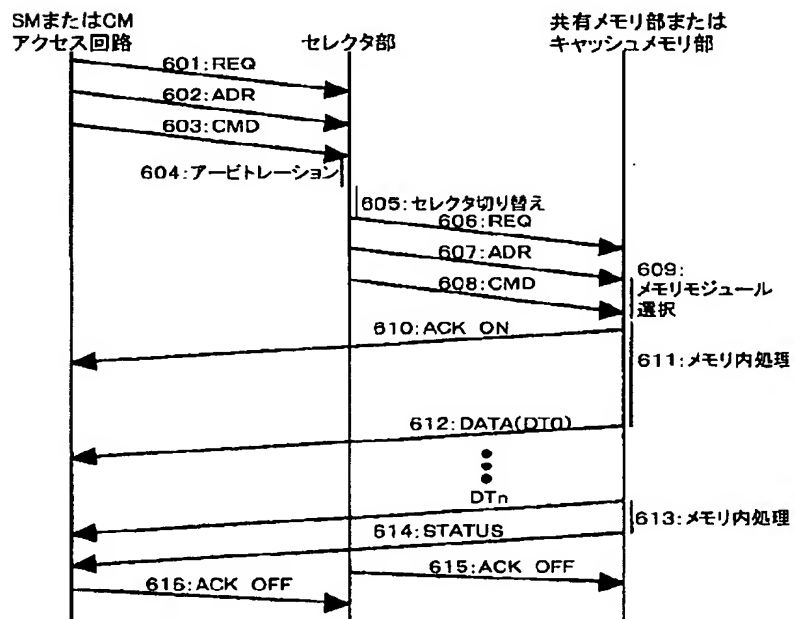 SMまたはCM
アクセス回路
セレクタ部
共有メモリ部または
キャッシュメモリ部
601:REQ
602:ADR
603:CMD
604:アービトレーション
605:セレクタ切り替え
606:REQ
607:ADR
608:CMD
609:
メモリモジュール
選択
610:ACK ON
611:メモリ内処理
612:DATA(DT0)
DTn
613:メモリ内処理
614:STATUS
615:ACK OFF
616:ACK OFF